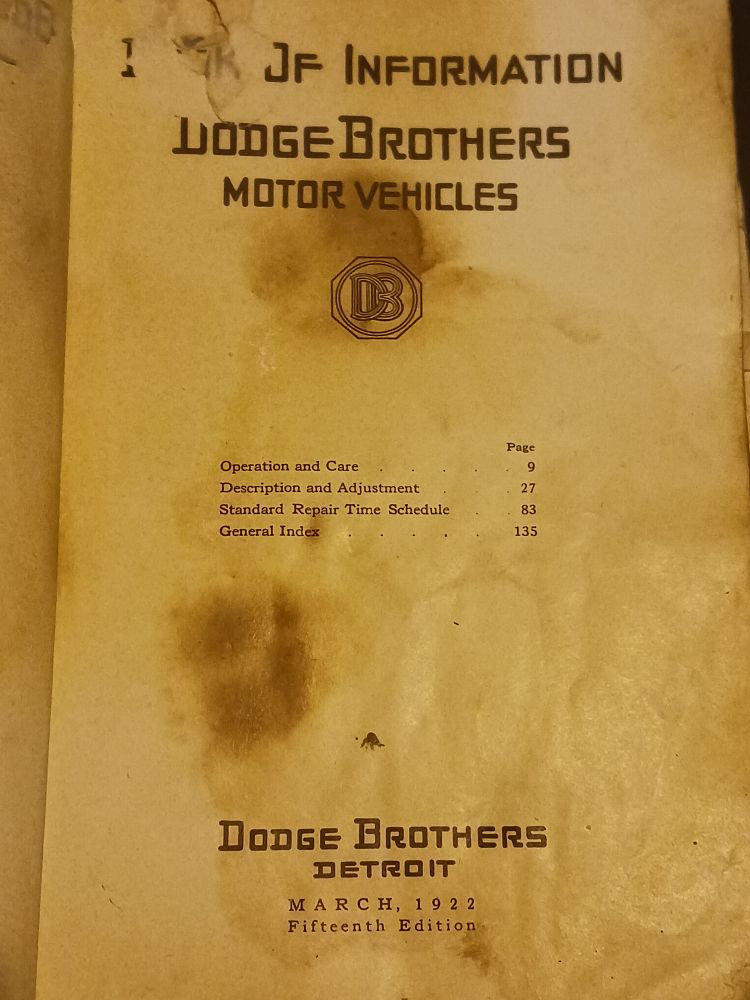 OF INFORMATION
DODGE BROTHERS
MOTOR VEHICLES
DB
Page
Operation and Care . . . . . 9
Description and Adjustment . . . 27
Standard Repair Time Schedule . . 83
General Index . . . . . 135
DODGE BROTHERS
DETROIT
MARCH, 1922
Fifteenth Edition